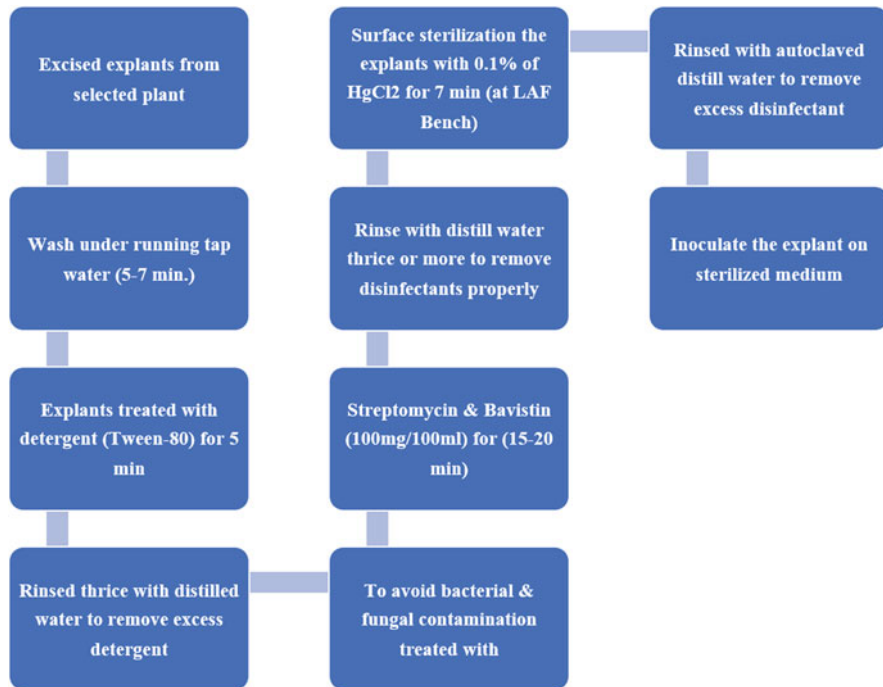 Excised explants from
selected plant
Wash under running tap
water (5-7 min.)
Explants treated with
detergent (Tween-80) for 5
min
Rinsed thrice with distilled
water to remove excess
detergent
To avoid bacterial &
fungal contamination
treated with
Streptomycin & Bavistin
(100mg/100ml) for (15-20
min)
Rinse with distill water
thrice or more to remove
disinfectants properly
Surface sterilization the
explants with 0.1% of
HgCl2 for 7 min (at LAF
Bench)
Rinsed with autoclaved
distill water to remove
excess disinfectant
Inoculate the explant on
sterilized medium